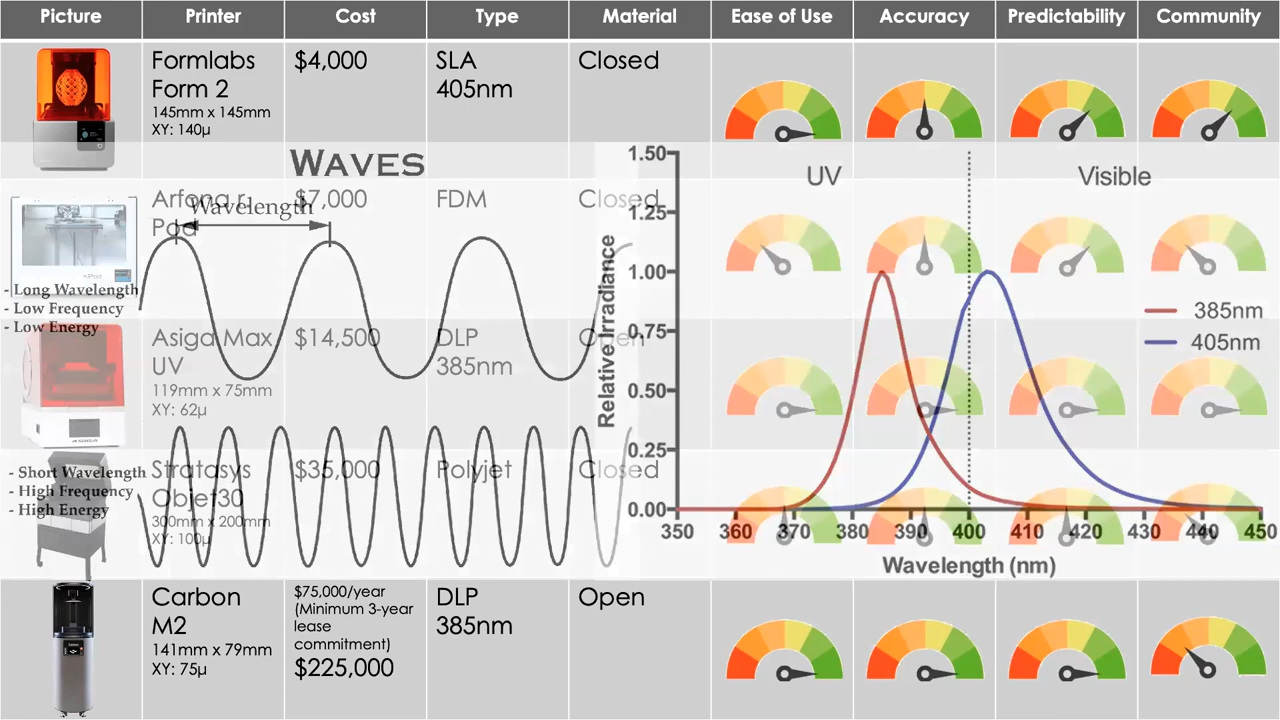 Picture Printer Cost Type Material Ease of Use Accuracy Predictability Community
Formlabs $4,000 SLA Closed
Form 2 405nm
145mm x 145mm
XY: 140µ
WAVES
1.50
UV Visible
Arfona r. $7,000 FDM Closed
Pod
Wavelength
1.25
Relative Irradiance
1.00
- Long Wavelength
- Low Frequency
- Low Energy
385nm
405nm
0.75
Asiga Max $14,500 DLP Open
UV 385nm
119mm x 75mm
XY: 62µ
ASIGA
0.50
0.25
- Short Wavelength
- High Frequency
- High Energy
Stratasys $35,000 Polyjet Closed
Objet30
300mm x 200mm
XY: 100µ
0.00
350 360 370 380 390 400 410 420 430 440 450
Wavelength (nm)
Carbon $75,000/year DLP Open
M2 (Minimum 3-year 385nm
141mm x 79mm lease
XY: 75µ commitment)
$225,000